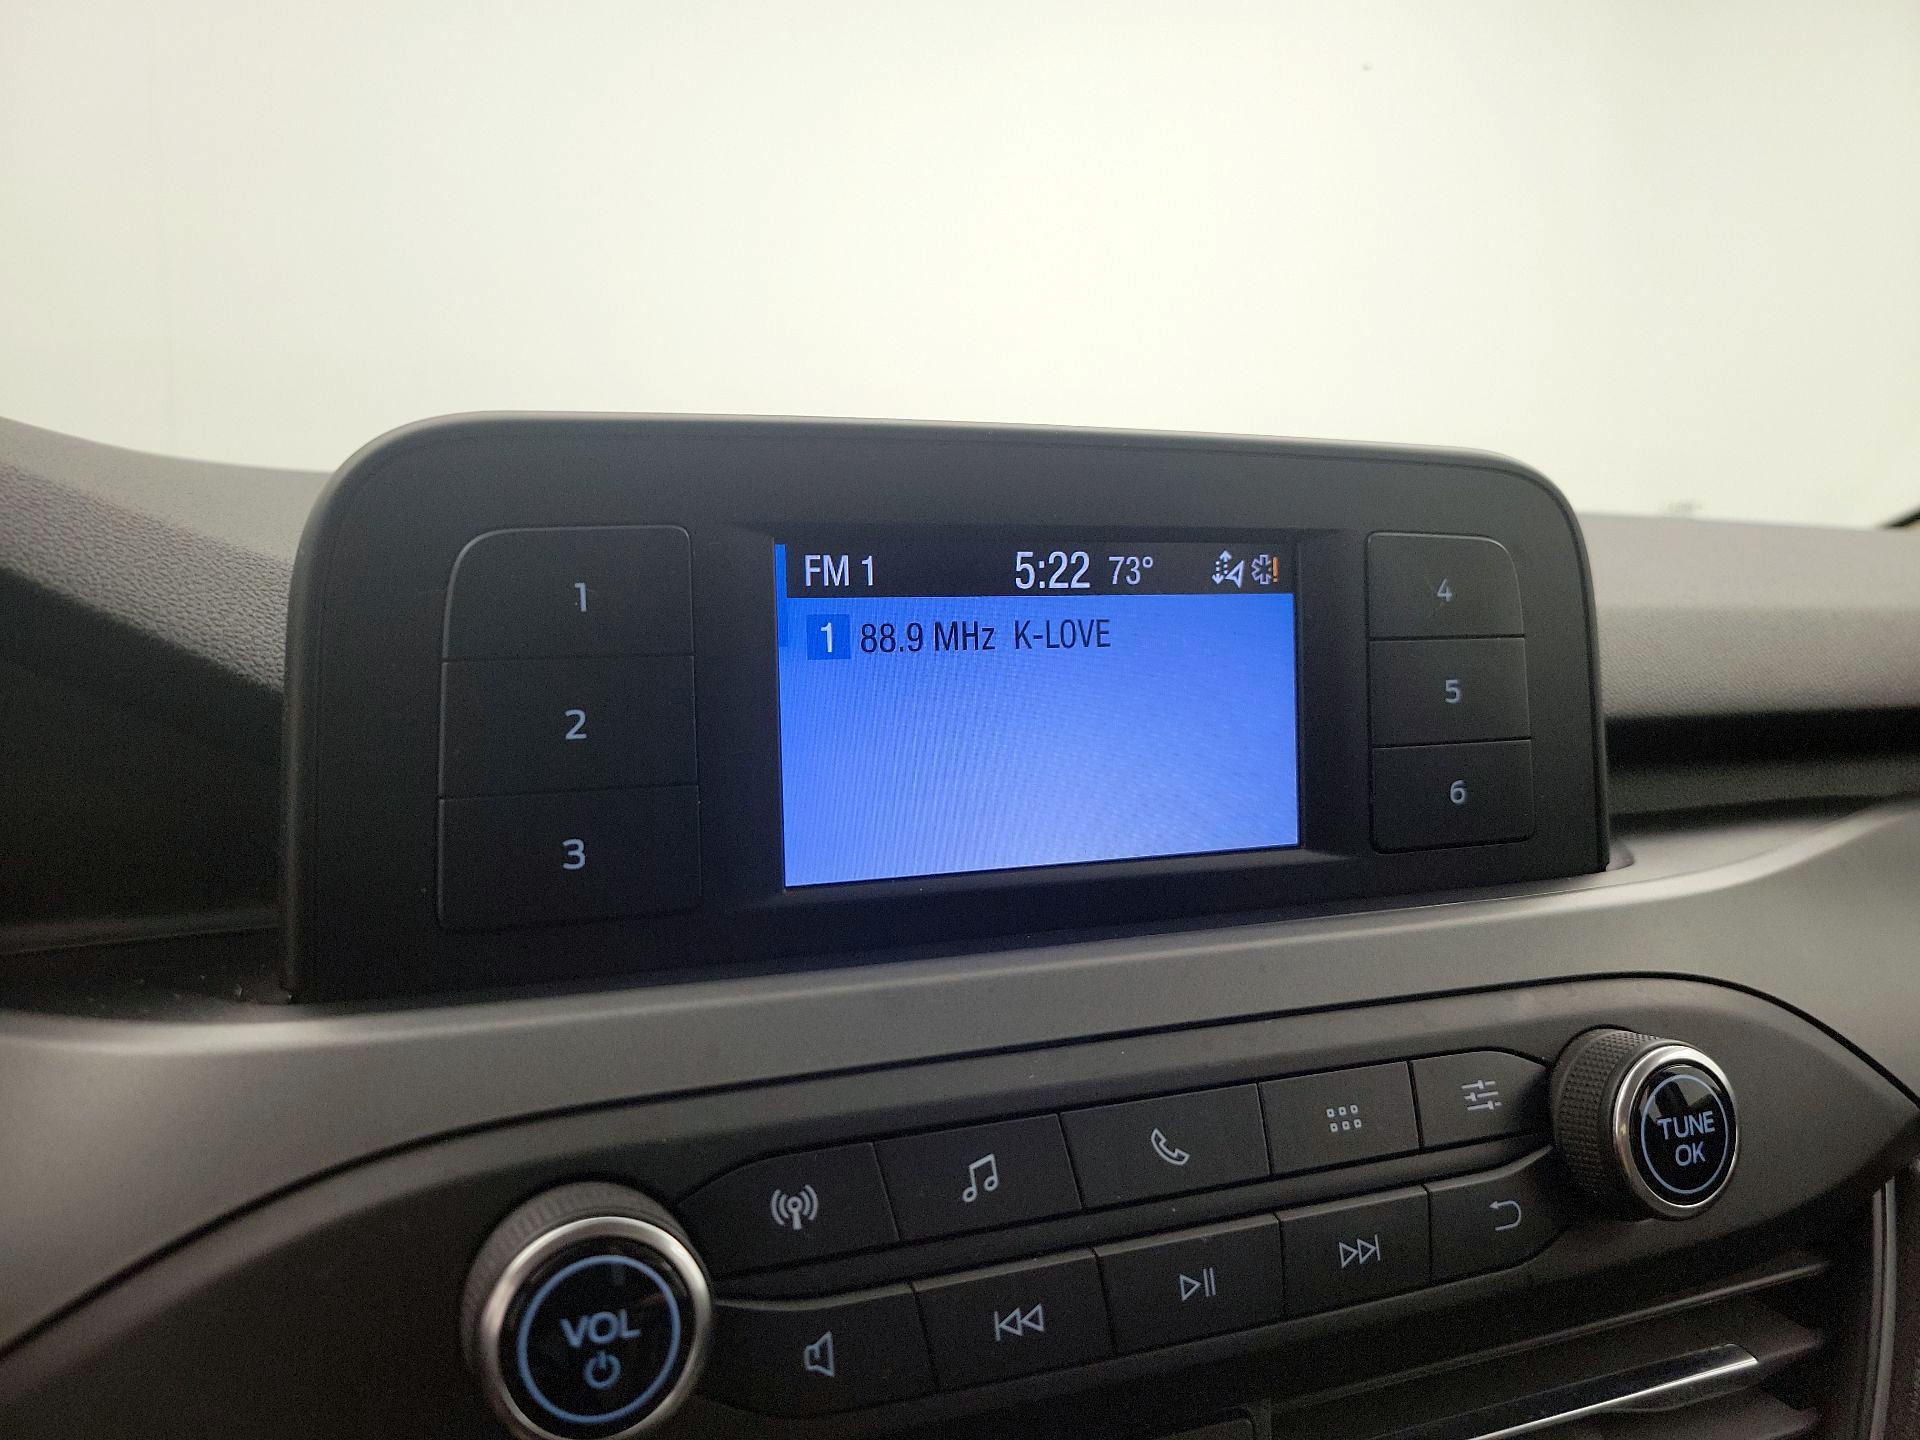 FM 1 5:22 73°
1 88.9 MHz K-LOVE
1
2
3
4
5
6
TUNE
OK
VOL